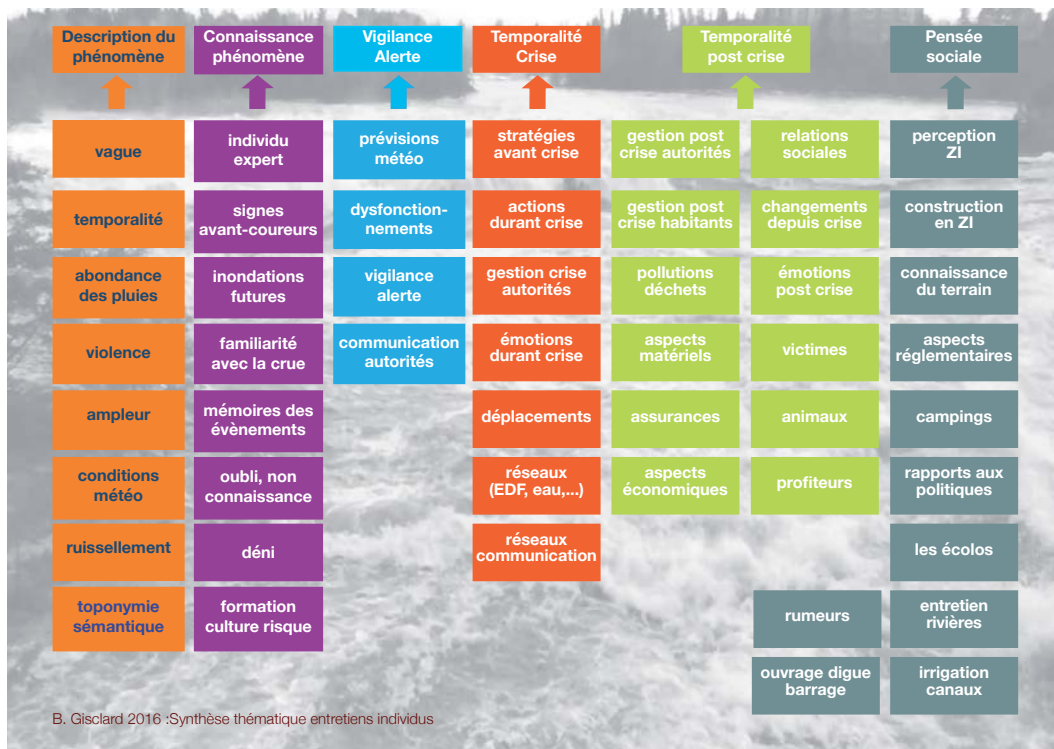 Description du
phénomène
Connaissance
phénomène
Vigilance
Alerte
Temporalité
Crise
Temporalité
post crise
Pensée
sociale
vague
individu
expert
prévisions
météo
stratégies
avant crise
gestion post
crise autorités
relations
sociales
perception
ZI
temporalité
signes
avant-coureurs
dysfonction-
nements
actions
durant crise
gestion post
crise habitants
changements
depuis crise
construction
en ZI
abondance
des pluies
inondations
futures
vigilance
alerte
gestion crise
autorités
pollutions
déchets
émotions
post crise
connaissance
du terrain
violence
familiarité
avec la crue
communication
autorités
émotions
durant crise
aspects
matériels
victimes
aspects
réglementaires
ampleur
mémoires des
évènements
déplacements
assurances
animaux
campings
conditions
météo
oubli, non
connaissance
réseaux
(EDF, eau,...)
aspects
économiques
profiteurs
rapports aux
politiques
ruissellement
déni
réseaux
communication
les écolos
toponymie
sémantique
formation
culture risque
rumeurs
entretien
rivières
ouvrage digue
barrage
irrigation
canaux
B. Gisclard 2016 :Synthèse thématique entretiens individus